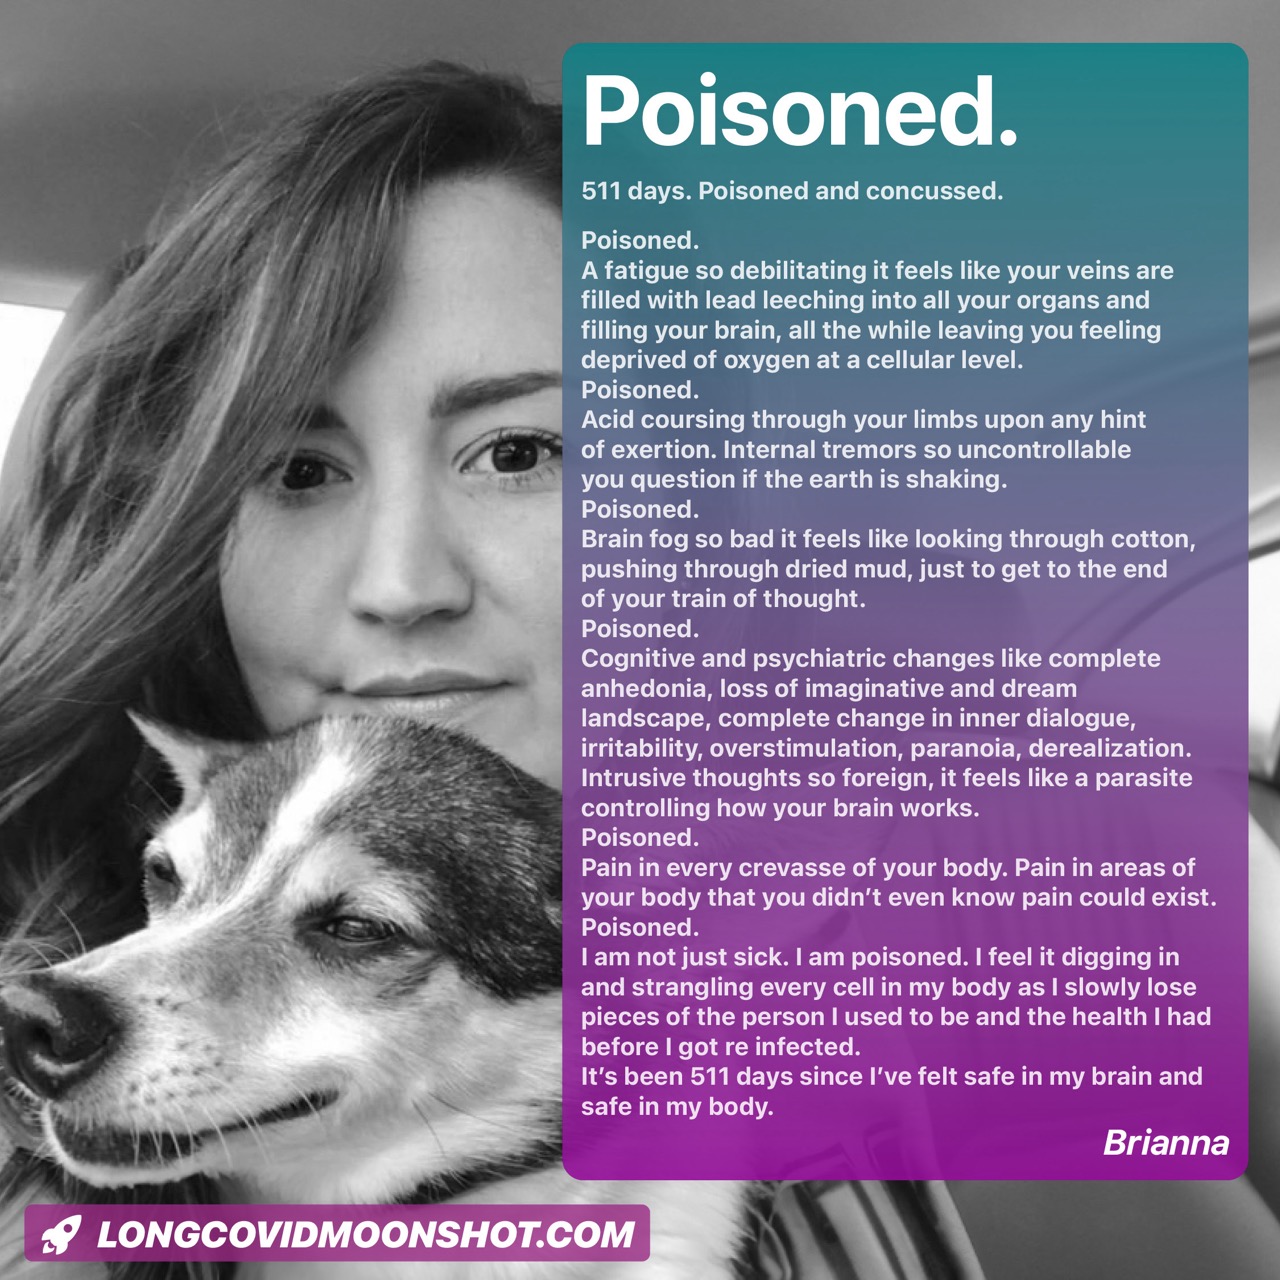 Poisoned.
511 days. Poisoned and concussed.
Poisoned.
A fatigue so debilitating it feels like your veins are
filled with lead leeching into all your organs and
filling your brain, all the while leaving you feeling
deprived of oxygen at a cellular level.
Poisoned.
Acid coursing through your limbs upon any hint
of exertion. Internal tremors so uncontrollable
you question if the earth is shaking.
Poisoned.
Brain fog so bad it feels like looking through cotton,
pushing through dried mud, just to get to the end
of your train of thought.
Poisoned.
Cognitive and psychiatric changes like complete
anhedonia, loss of imaginative and dream
landscape, complete change in inner dialogue,
irritability, overstimulation, paranoia, derealization.
Intrusive thoughts so foreign, it feels like a parasite
controlling how your brain works.
Poisoned.
Pain in every crevasse of your body. Pain in areas of
your body that you didn’t even know pain could exist.
Poisoned.
I am not just sick. I am poisoned. I feel it digging in
and strangling every cell in my body as I slowly lose
pieces of the person I used to be and the health I had
before I got re infected.
It’s been 511 days since I’ve felt safe in my brain and
safe in my body.
Brianna
LONGCOVIDMOONSHOT.COM